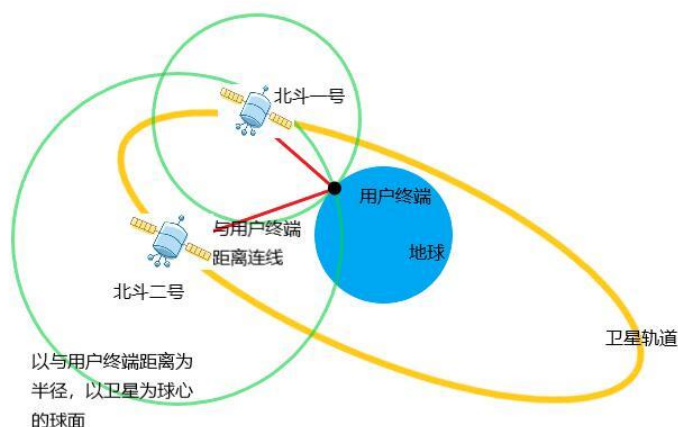 北斗一号
用户终端
与用户终端
距离连线
地球
北斗二号
卫星轨道
以与用户终端距离为
半径，以卫星为球心
的球面